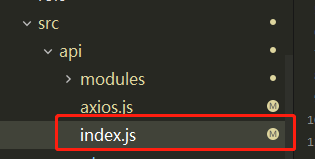 src
api
modules
axios.js M
index.js M